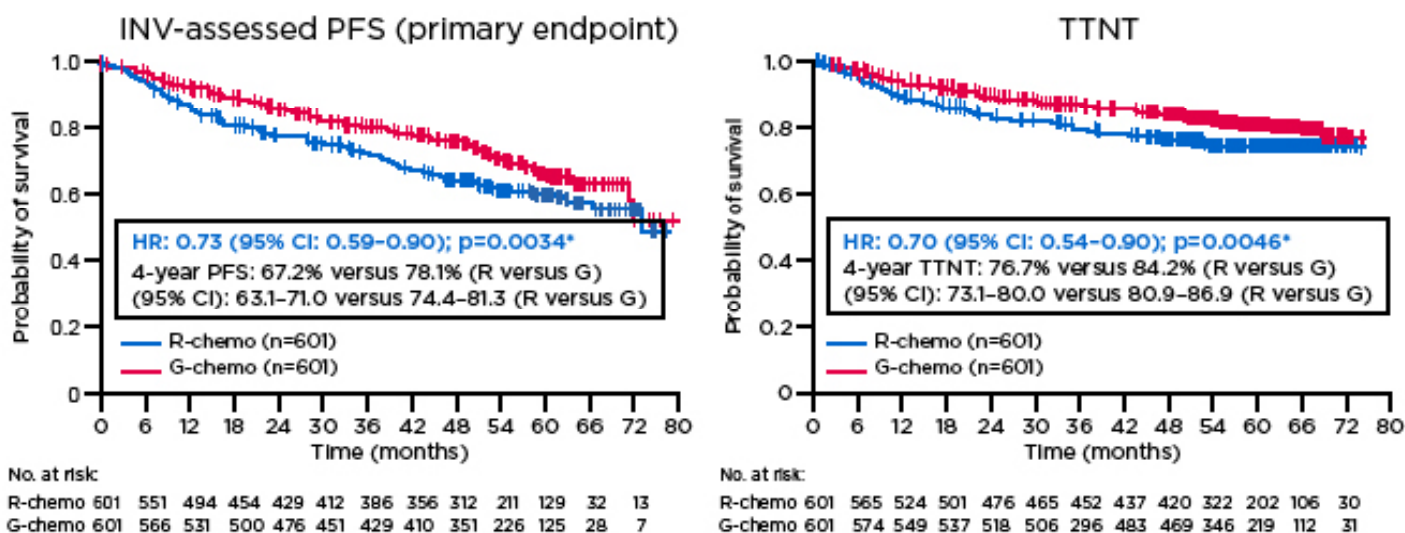 INV-assessed PFS (primary endpoint)
Probability of survival
1.0
0.8
0.6
0.4
0.2
0
HR: 0.73 (95% CI: 0.59–0.90); p=0.0034*
4-year PFS: 67.2% versus 78.1% (R versus G)
(95% CI): 63.1–71.0 versus 74.4–81.3 (R versus G)
R-chemo (n=601)
G-chemo (n=601)
0 6 12 18 24 30 36 42 48 54 60 66 72 80
Time (months)
No. at risk:
R-chemo 601 551 494 454 429 412 386 356 312 211 129 32 13
G-chemo 601 566 531 500 476 451 429 410 351 226 125 28 7
TTNT
Probability of survival
1.0
0.8
0.6
0.4
0.2
0
HR: 0.70 (95% CI: 0.54–0.90); p=0.0046*
4-year TTNT: 76.7% versus 84.2% (R versus G)
(95% CI): 73.1–80.0 versus 80.9–86.9 (R versus G)
R-chemo (n=601)
G-chemo (n=601)
0 6 12 18 24 30 36 42 48 54 60 66 72 80
Time (months)
No. at risk:
R-chemo 601 565 524 501 476 465 452 437 420 322 202 106 30
G-chemo 601 574 549 537 518 506 296 483 469 346 219 112 31